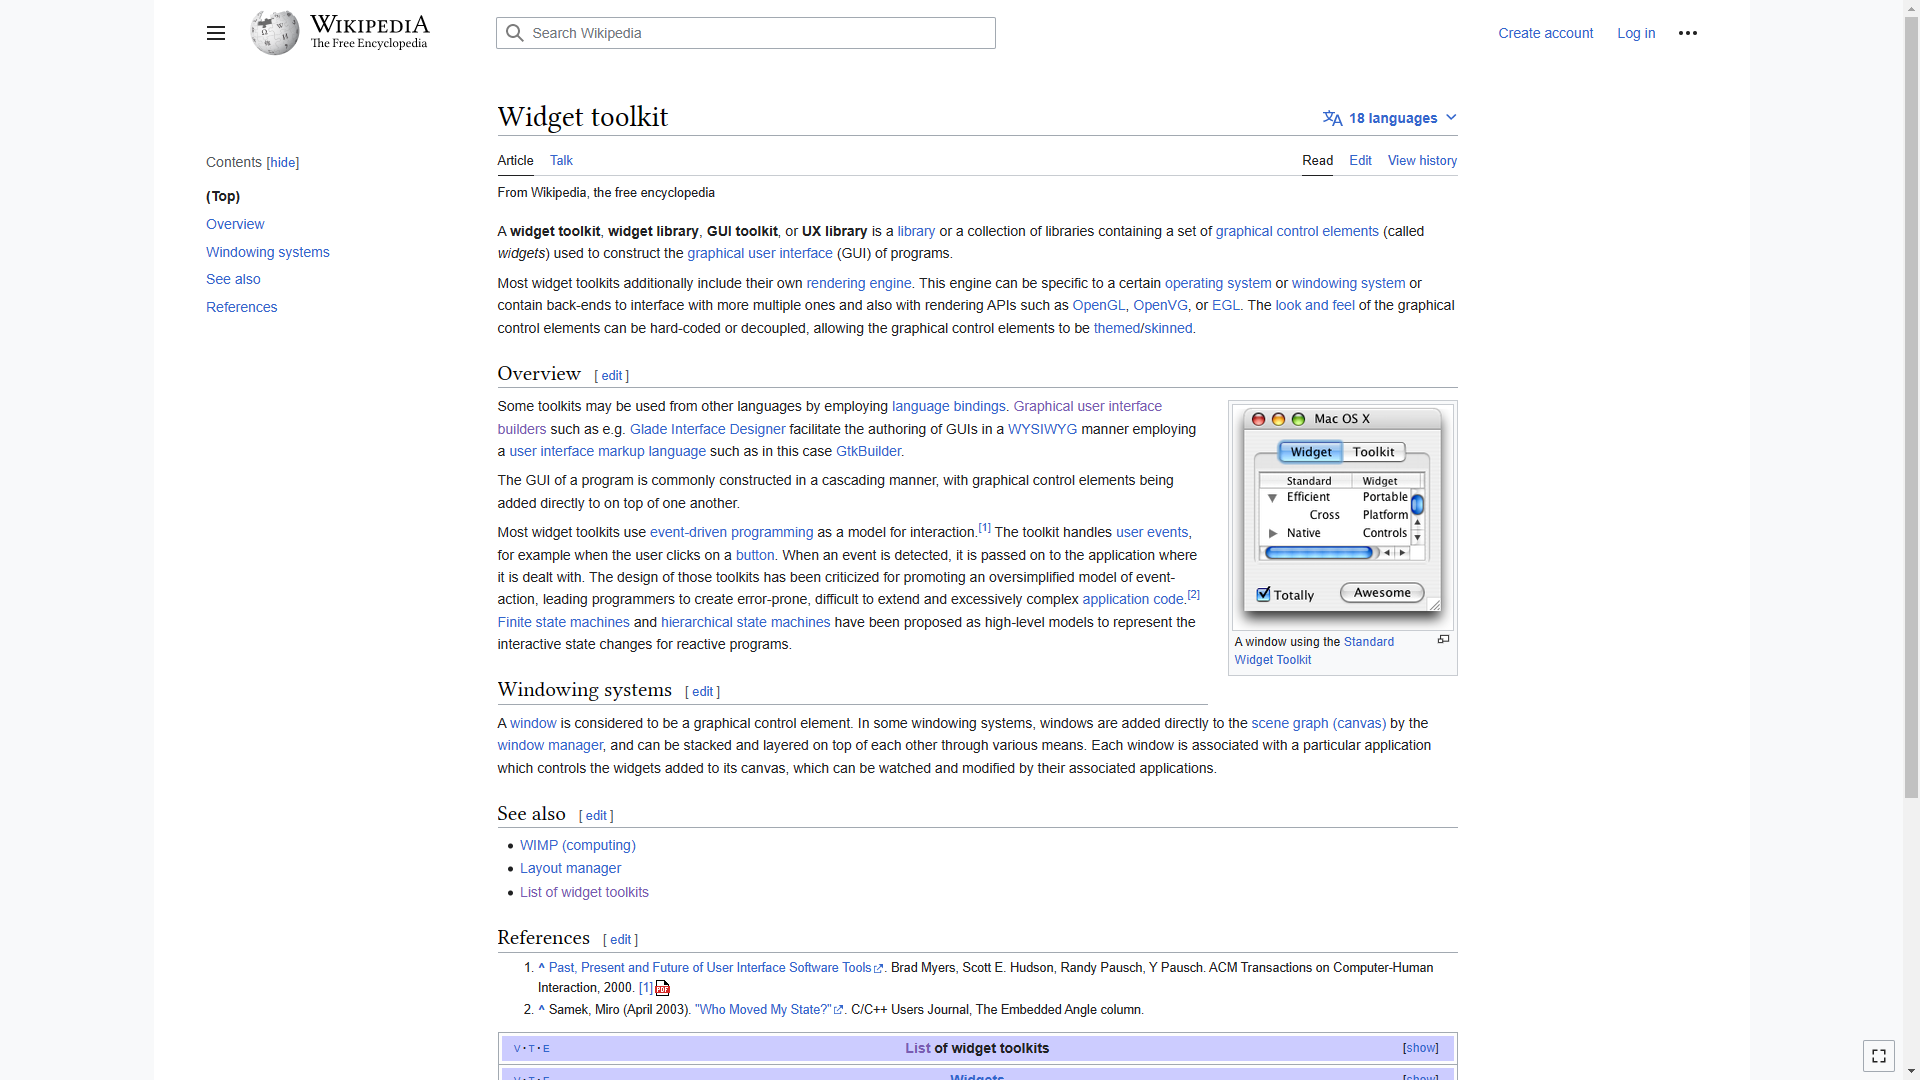 WIKIPEDIA
The Free Encyclopedia
Search Wikipedia
Create account
Log in
Widget toolkit
18 languages
Contents [hide]
(Top)
Overview
Windowing systems
See also
References
Article
Talk
Read
Edit
View history
From Wikipedia, the free encyclopedia
A widget toolkit, widget library, GUI toolkit, or UX library is a library or a collection of libraries containing a set of graphical control elements (called
widgets) used to construct the graphical user interface (GUI) of programs.
Most widget toolkits additionally include their own rendering engine. This engine can be specific to a certain operating system or windowing system or
contain back-ends to interface with more multiple ones and also with rendering APIs such as OpenGL, OpenVG, or EGL. The look and feel of the graphical
control elements can be hard-coded or decoupled, allowing the graphical control elements to be themed/skinned.
Overview [ edit ]
Some toolkits may be used from other languages by employing language bindings. Graphical user interface
builders such as e.g. Glade Interface Designer facilitate the authoring of GUIs in a WYSIWYG manner employing
a user interface markup language such as in this case GtkBuilder.
The GUI of a program is commonly constructed in a cascading manner, with graphical control elements being
added directly to on top of one another.
Most widget toolkits use event-driven programming as a model for interaction.[1] The toolkit handles user events,
for example when the user clicks on a button. When an event is detected, it is passed on to the application where
it is dealt with. The design of those toolkits has been criticized for promoting an oversimplified model of event-
action, leading programmers to create error-prone, difficult to extend and excessively complex application code.[2]
Finite state machines and hierarchical state machines have been proposed as high-level models to represent the
interactive state changes for reactive programs.
Mac OS X
Widget Toolkit
Standard Widget
Efficient Portable
Cross Platform
Native Controls
Totally Awesome
A window using the Standard
Widget Toolkit
Windowing systems [ edit ]
A window is considered to be a graphical control element. In some windowing systems, windows are added directly to the scene graph (canvas) by the
window manager, and can be stacked and layered on top of each other through various means. Each window is associated with a particular application
which controls the widgets added to its canvas, which can be watched and modified by their associated applications.
See also [ edit ]
• WIMP (computing)
• Layout manager
• List of widget toolkits
References [ edit ]
1. ^ Past, Present and Future of User Interface Software Tools. Brad Myers, Scott E. Hudson, Randy Pausch, Y Pausch. ACM Transactions on Computer-Human
Interaction, 2000. [1] PDF
2. ^ Samek, Miro (April 2003). "Who Moved My State?". C/C++ Users Journal, The Embedded Angle column.
V · T · E List of widget toolkits [show]
V · T · E Widgets [show]